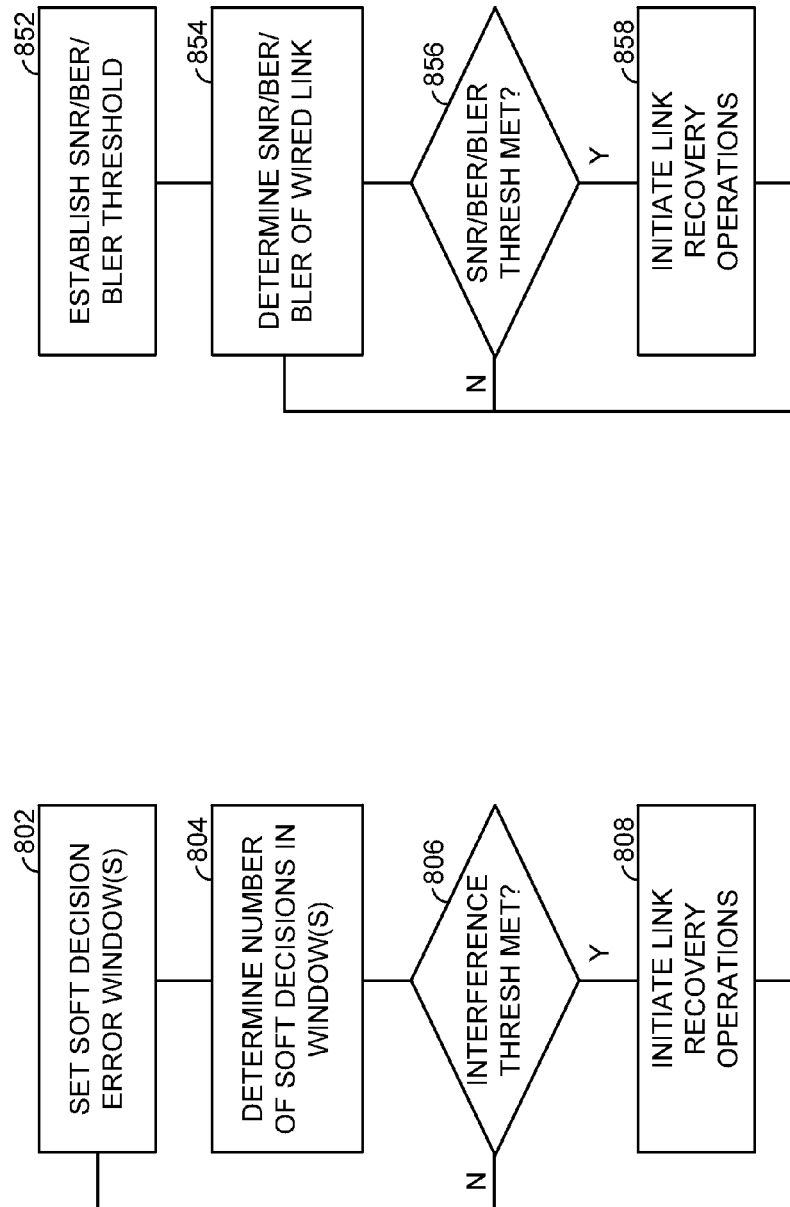 802
SET SOFT DECISION
ERROR WINDOW(S)
804
DETERMINE NUMBER
OF SOFT DECISIONS IN
WINDOW(S)
806
INTERFERENCE
THRESH MET?
N
Y
808
INITIATE LINK
RECOVERY
OPERATIONS
852
ESTABLISH SNR/BER/
BLER THRESHOLD
854
DETERMINE SNR/BER/
BLER OF WIRED LINK
856
SNR/BER/BLER
THRESH MET?
N
Y
858
INITIATE LINK
RECOVERY
OPERATIONS